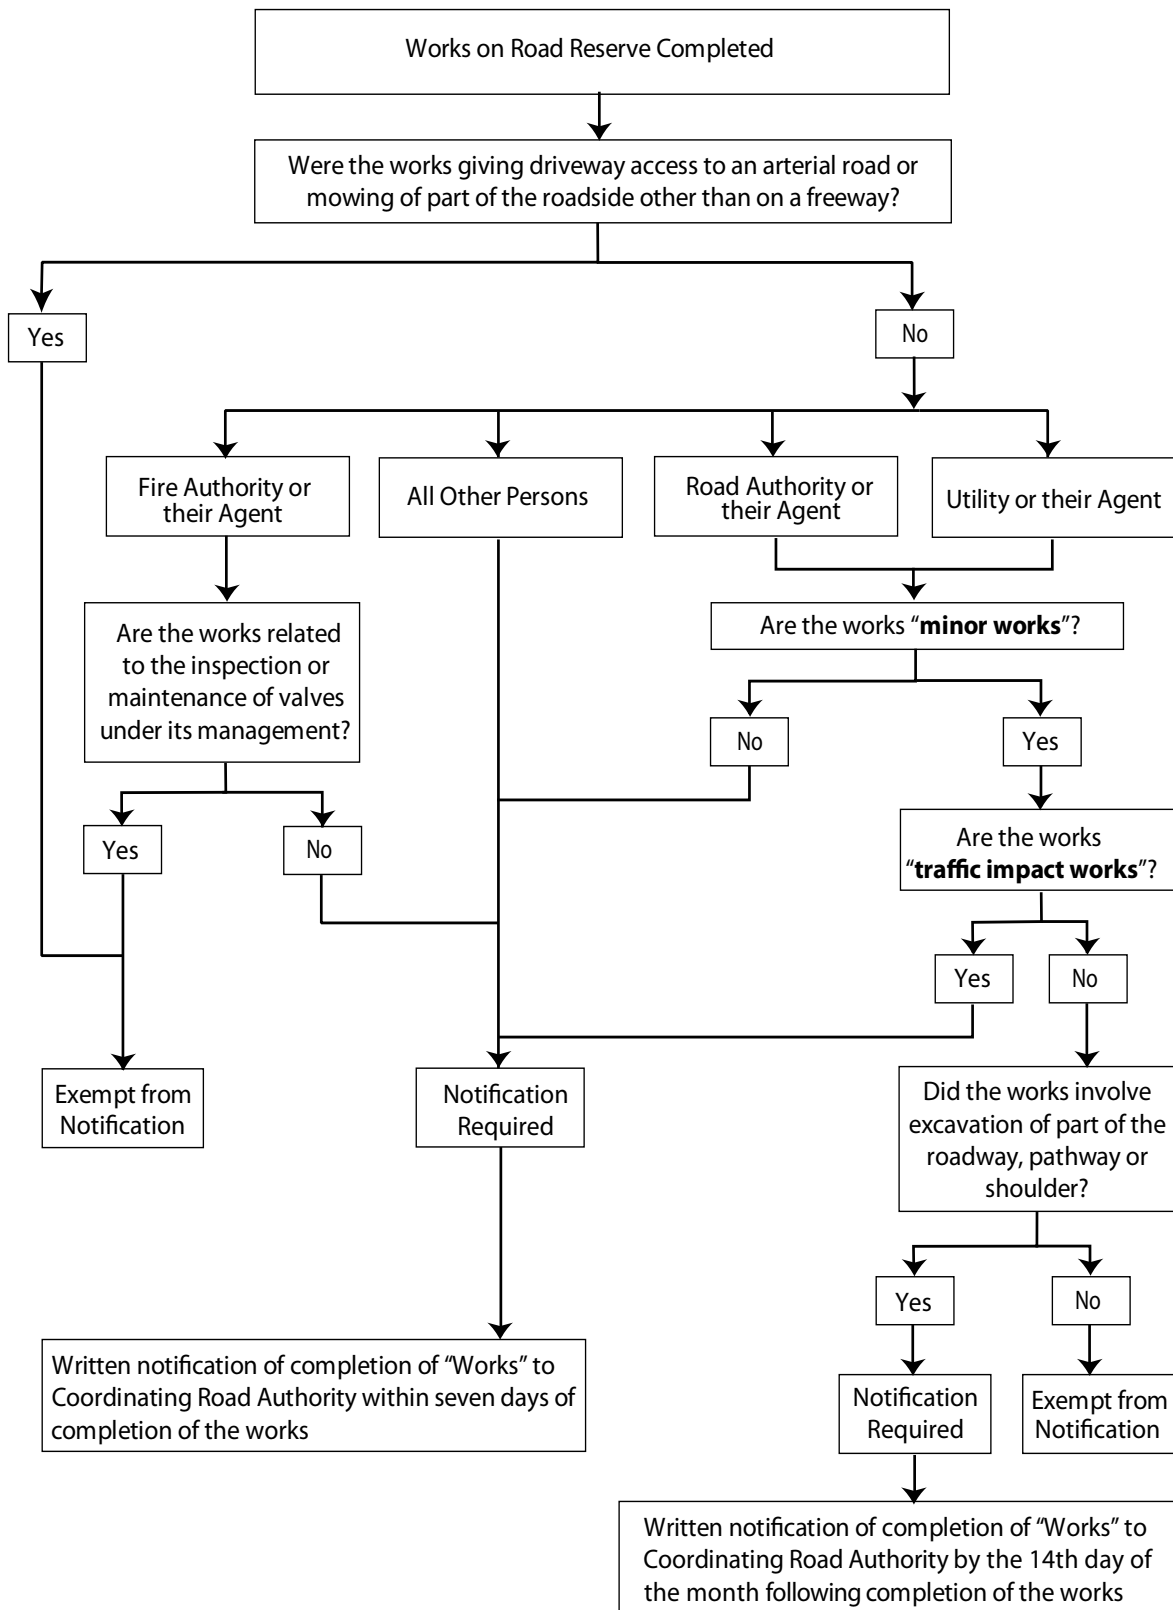 Works on Road Reserve Completed
Were the works giving driveway access to an arterial road or
mowing of part of the roadside other than on a freeway?
Yes
No
Fire Authority or
their Agent
All Other Persons
Road Authority or
their Agent
Utility or their Agent
Are the works related
to the inspection or
maintenance of valves
under its management?
Are the works “minor works”?
No
Yes
Yes
No
Are the works
“traffic impact works”?
Yes
No
Exempt from
Notification
Notification
Required
Did the works involve
excavation of part of the
roadway, pathway or
shoulder?
Yes
No
Written notification of completion of “Works” to
Coordinating Road Authority within seven days of
completion of the works
Notification
Required
Exempt from
Notification
Written notification of completion of “Works” to
Coordinating Road Authority by the 14th day of
the month following completion of the works